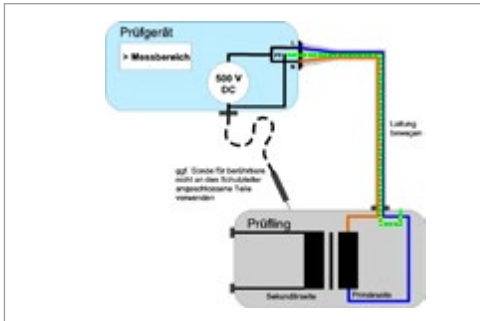 Prüfgerät
> Messbereich
500 V
DC
L
PE
N
Leitung
bewegen
ggf. Sonde für berührbare
nicht an den Schutzleiter
angeschlossene Teile
verwenden
Prüfling
Sekundärseite
Primärseite